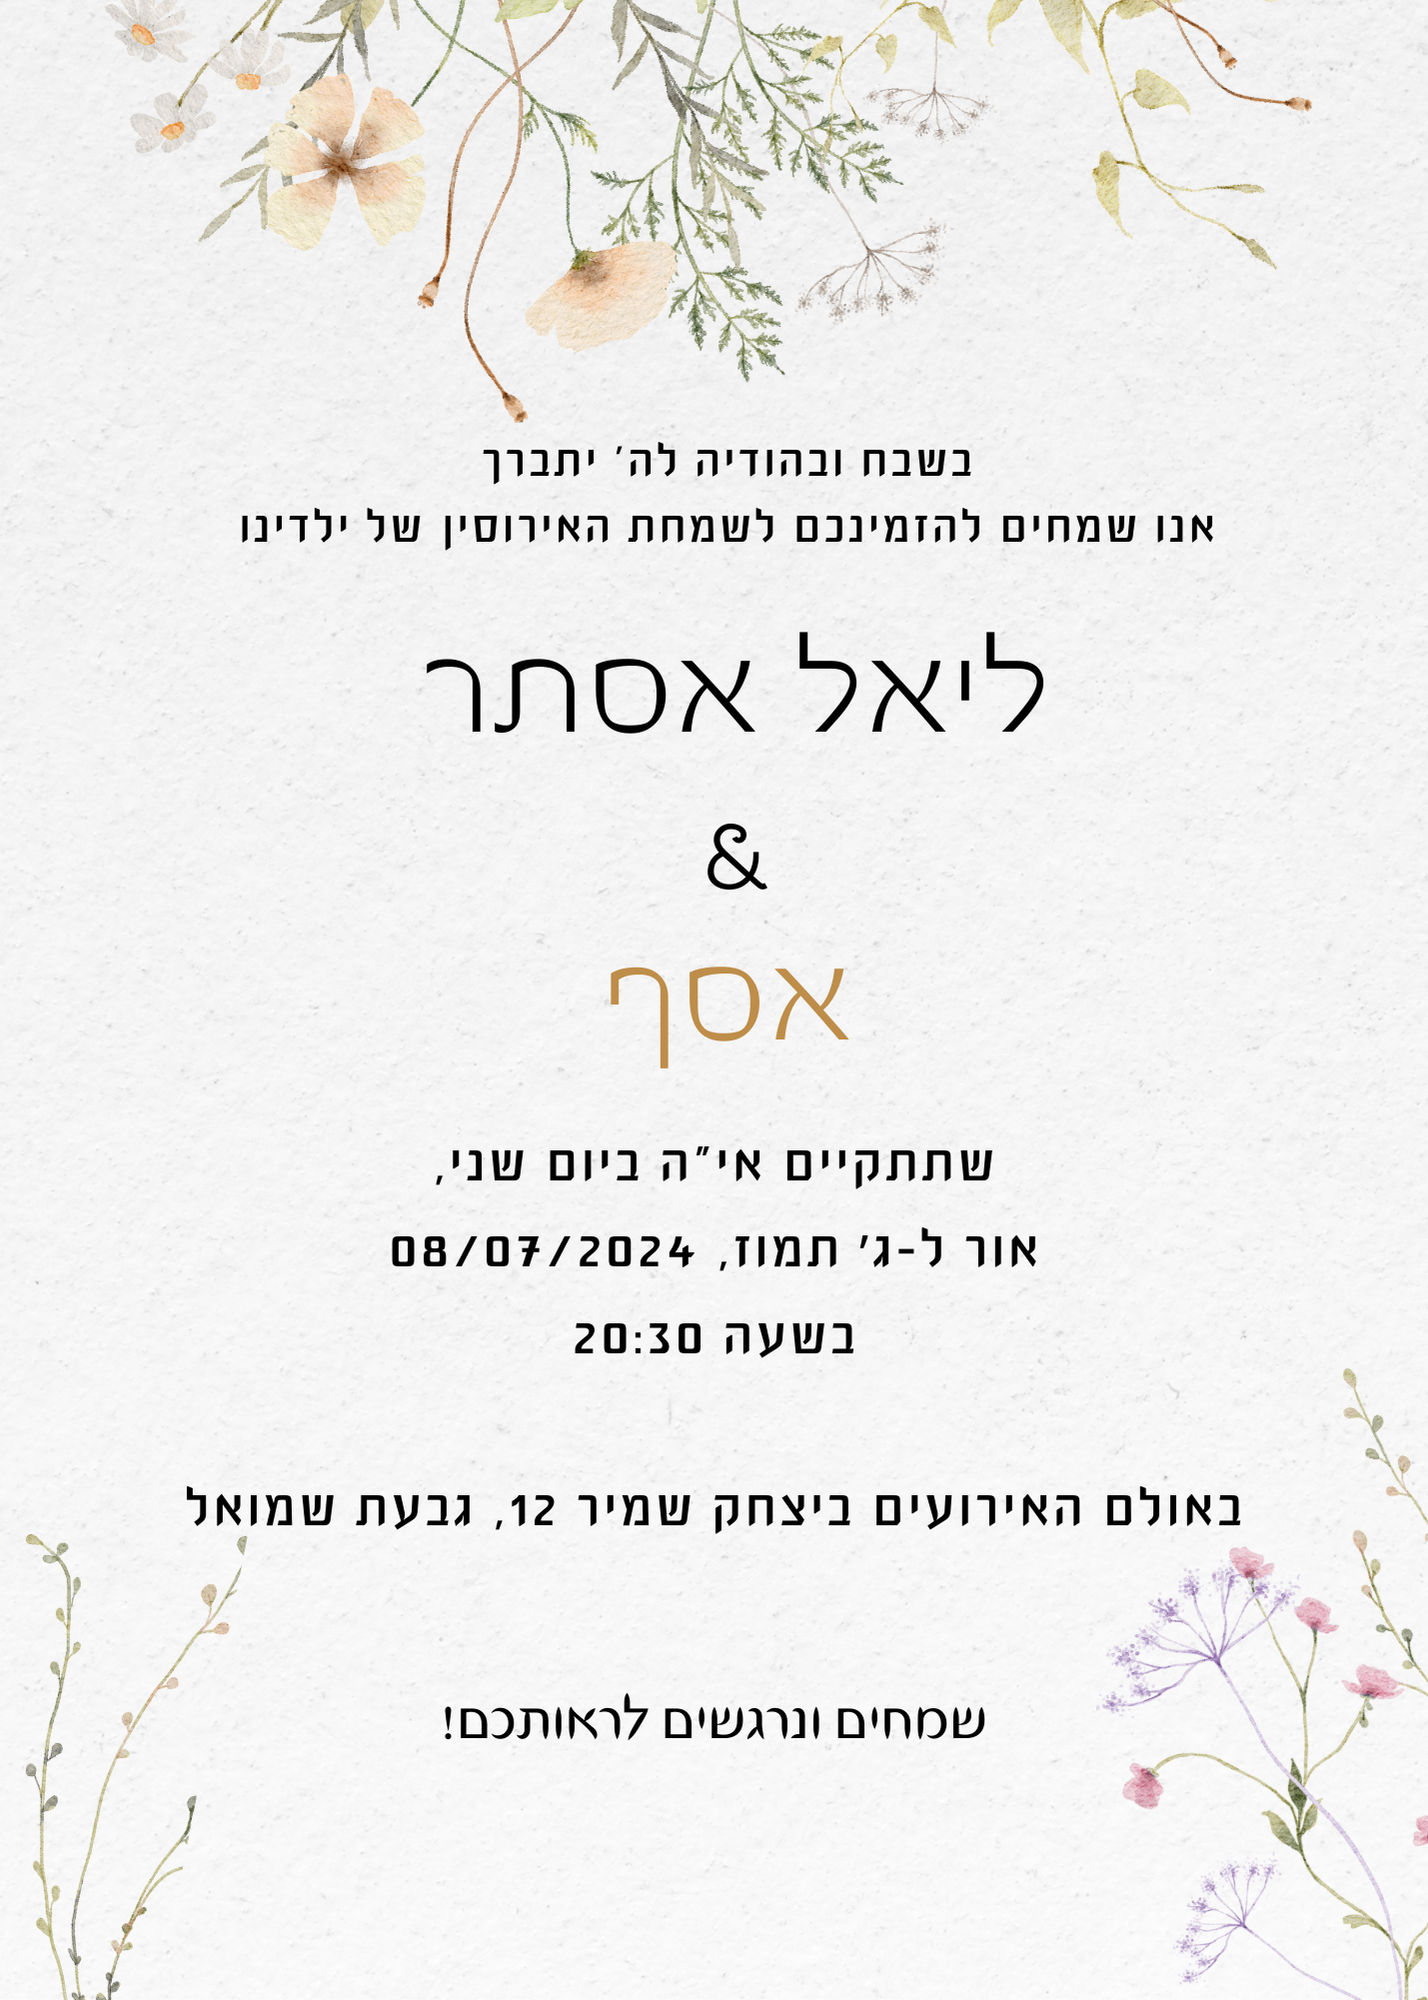 בשבח ובהודיה לה' יתברך
אנו שמחים להזמינכם לשמחת האירוסין של ילדינו
ליאל אסתר
&
אסף
שתתקיים אי"ה ביום שני,
אור ל-ג' תמוז, 08/07/2024
בשעה 20:30
באולם האירועים ביצחק שמיר 12, גבעת שמואל
שמחים ונרגשים לראותכם!